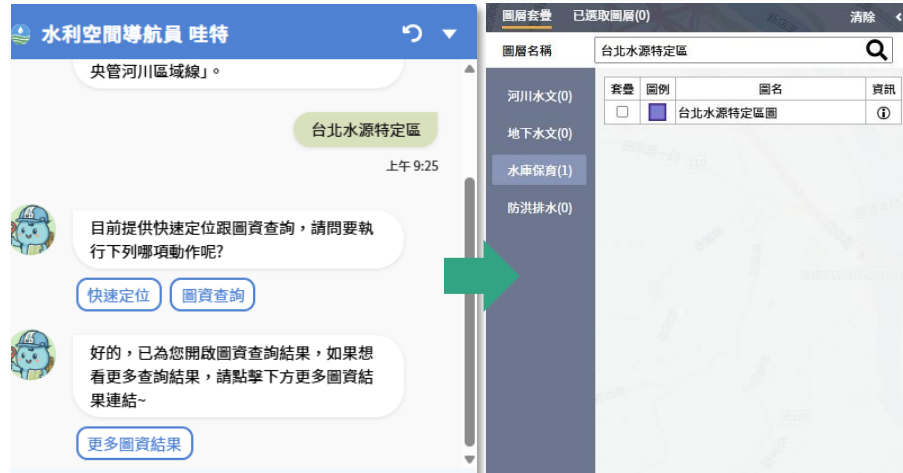 水利空間導航員 哇特
央管河川區域線」。
台北水源特定區
上午 9:25
目前提供快速定位跟圖資查詢,請問要執
行下列哪項動作呢?
快速定位
圖資查詢
好的,已為您開啟圖資查詢結果,如果想
看更多查詢結果,請點擊下方更多圖資結
果連結~
更多圖資結果
圖層套疊 已選取圖層(0) 清除
圖層名稱 台北水源特定區
河川水文(0)
地下水文(0)
水庫保育(1)
防洪排水(0)
套疊 圖例 圖名 資訊
台北水源特定區圖